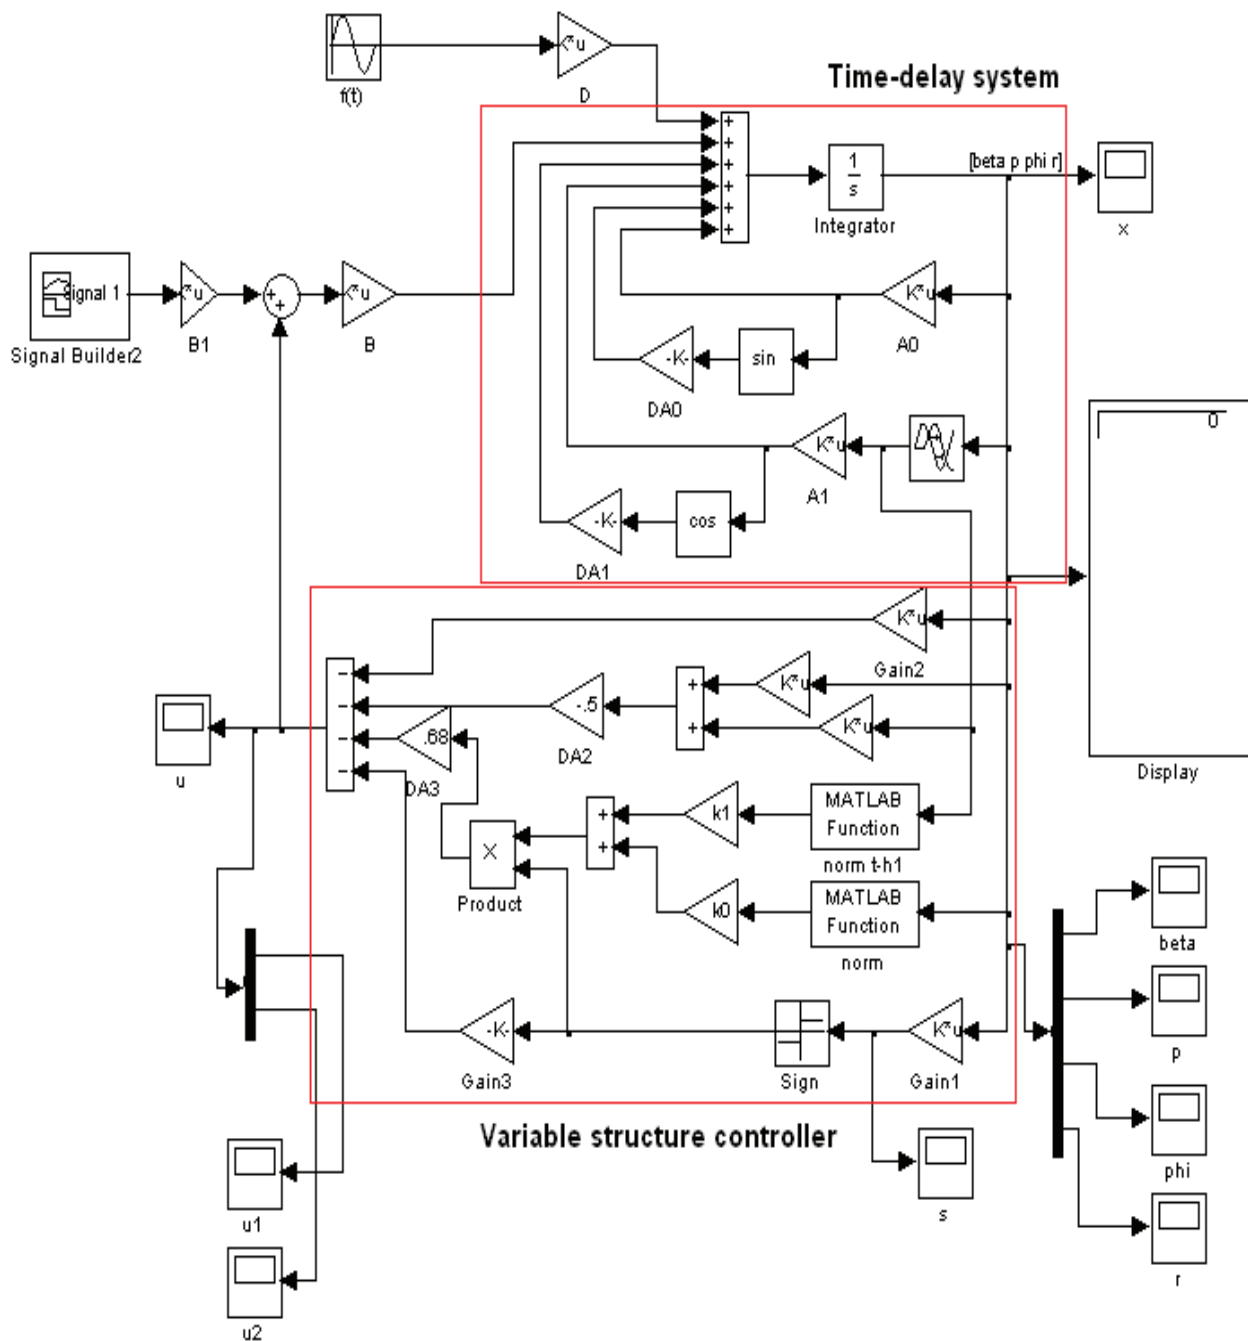 f(t)
<*u
D
Time-delay system
+
+
+
+
+
+
1
s
Integrator
[beta p phi r]
x
Signal 1
Signal Builder2
<*u
B1
+
+
<*u
B
K*u
A0
-K-
DA0
sin
K*u
A1
-K-
DA1
cos
0
Display
K*u
Gain2
-
-
-
-
u
.68
DA3
-.5
DA2
+
+
K*u
K*u
X
Product
+
+
k1
MATLAB
Function
norm t-h1
k0
MATLAB
Function
norm
-K-
Gain3
Sign
K*u
Gain1
Variable structure controller
s
beta
p
phi
r
u1
u2